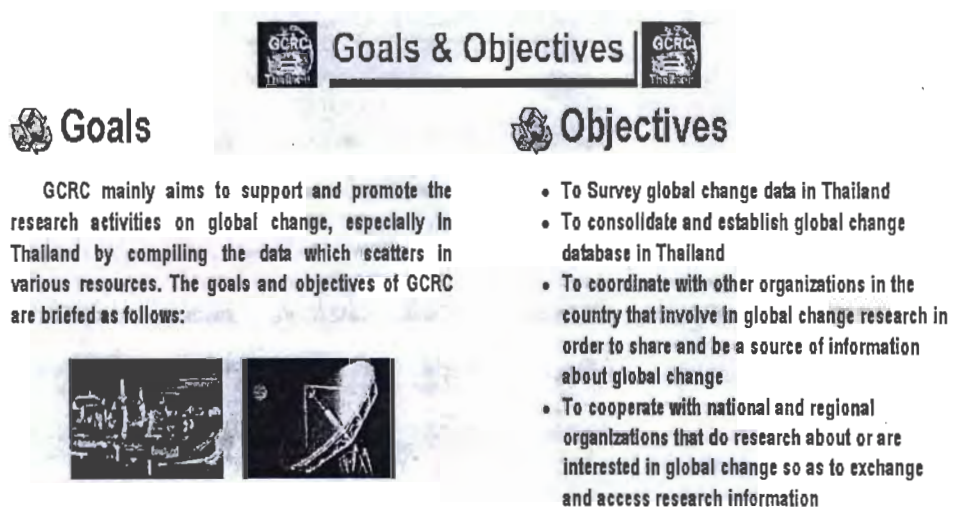 GCRC
Thailand
Goals & Objectives
GCRC
Goals
GCRC mainly aims to support and promote the
research activities on global change, especially in
Thailand by compiling the data which scatters in
various resources. The goals and objectives of GCRC
are briefed as follows:
Objectives
• To Survey global change data in Thailand
• To consolidate and establish global change
database in Thailand
• To coordinate with other organizations in the
country that involve in global change research in
order to share and be a source of information
about global change
• To cooperate with national and regional
organizations that do research about or are
interested in global change so as to exchange
and access research information